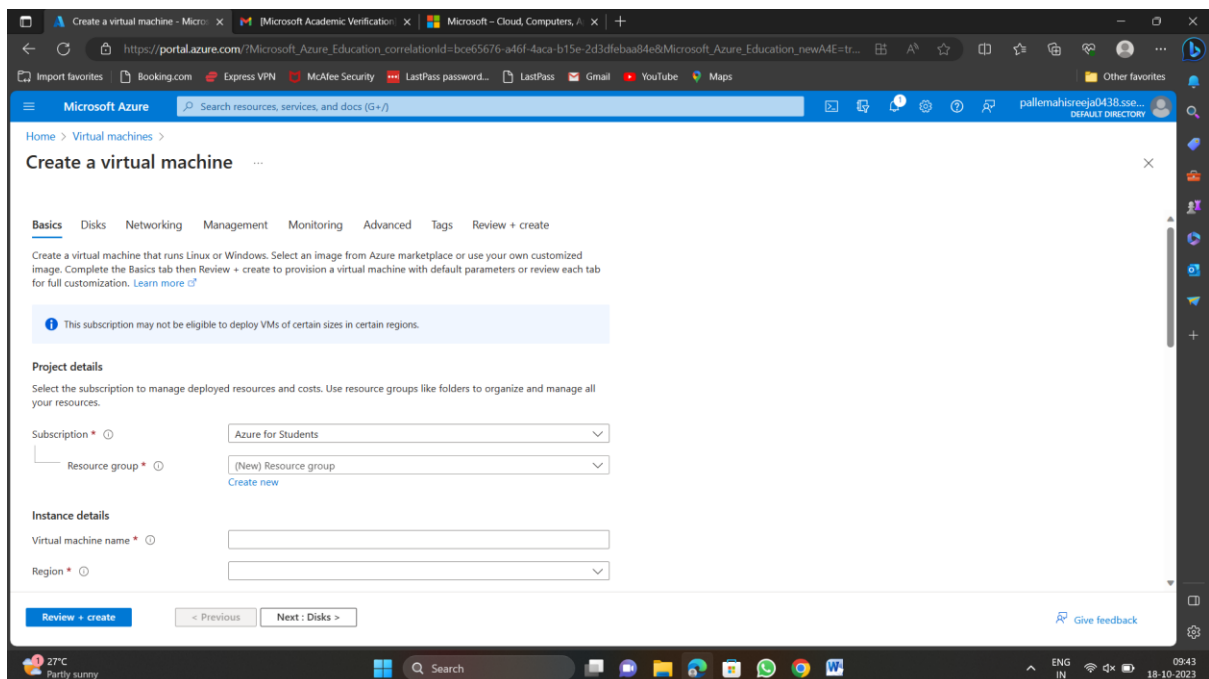 Create a virtual machine - Micros
[Microsoft Academic Verification]
Microsoft – Cloud, Computers, A
https://portal.azure.com/?Microsoft_Azure_Education_correlationId=bce65676-a46f-4aca-b15e-2d3dfebaa84e&Microsoft_Azure_Education_newA4E=tr...
Import favorites Booking.com Express VPN McAfee Security LastPass password... LastPass Gmail YouTube Maps Other favorites
Microsoft Azure Search resources, services, and docs (G+/) 1 pallemahisreeja0438.sse...
DEFAULT DIRECTORY
Home > Virtual machines >
Create a virtual machine ...
Basics Disks Networking Management Monitoring Advanced Tags Review + create
Create a virtual machine that runs Linux or Windows. Select an image from Azure marketplace or use your own customized
image. Complete the Basics tab then Review + create to provision a virtual machine with default parameters or review each tab
for full customization. Learn more
This subscription may not be eligible to deploy VMs of certain sizes in certain regions.
Project details
Select the subscription to manage deployed resources and costs. Use resource groups like folders to organize and manage all
your resources.
Subscription * Azure for Students
Resource group * (New) Resource group
Create new
Instance details
Virtual machine name *
Region *
Review + create < Previous Next : Disks > Give feedback
1 27°C
Partly sunny
Search
ENG
IN
09:43
18-10-2023